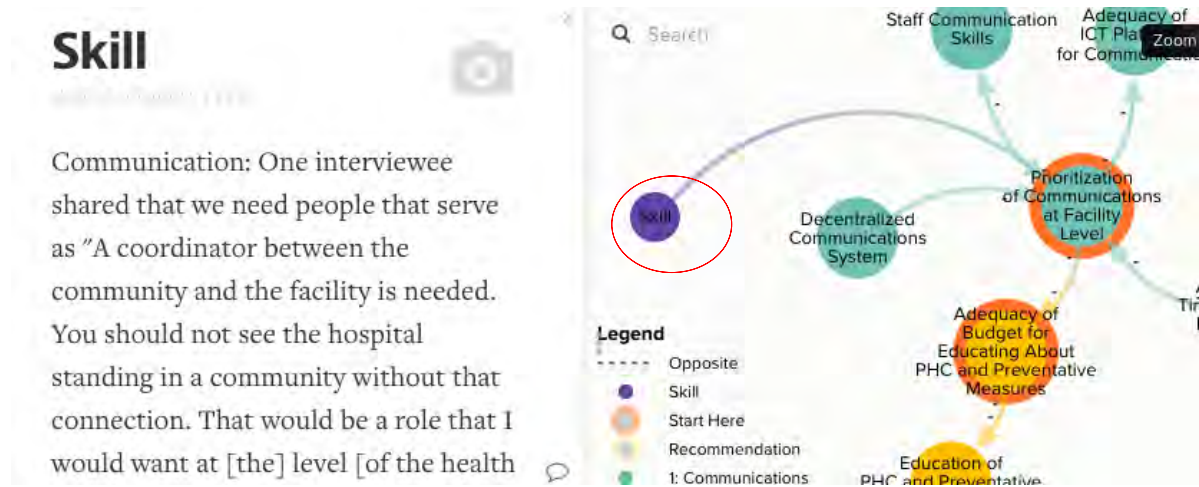 Skill
Communication: One interviewee
shared that we need people that serve
as "A coordinator between the
community and the facility is needed.
You should not see the hospital
standing in a community without that
connection. That would be a role that I
would want at [the] level [of the health
Search
Staff Communication
Skills
Adequacy of
ICT
for
Zoom
Skill
Prioritization
of Communications
at Facility
Level
Decentralized
Communications
System
Adequacy of
Budget for
Educating About
PHC and Preventative
Measures
Education of
PHC and Preventative
Legend
Opposite
Skill
Start Here
Recommendation
1: Communications